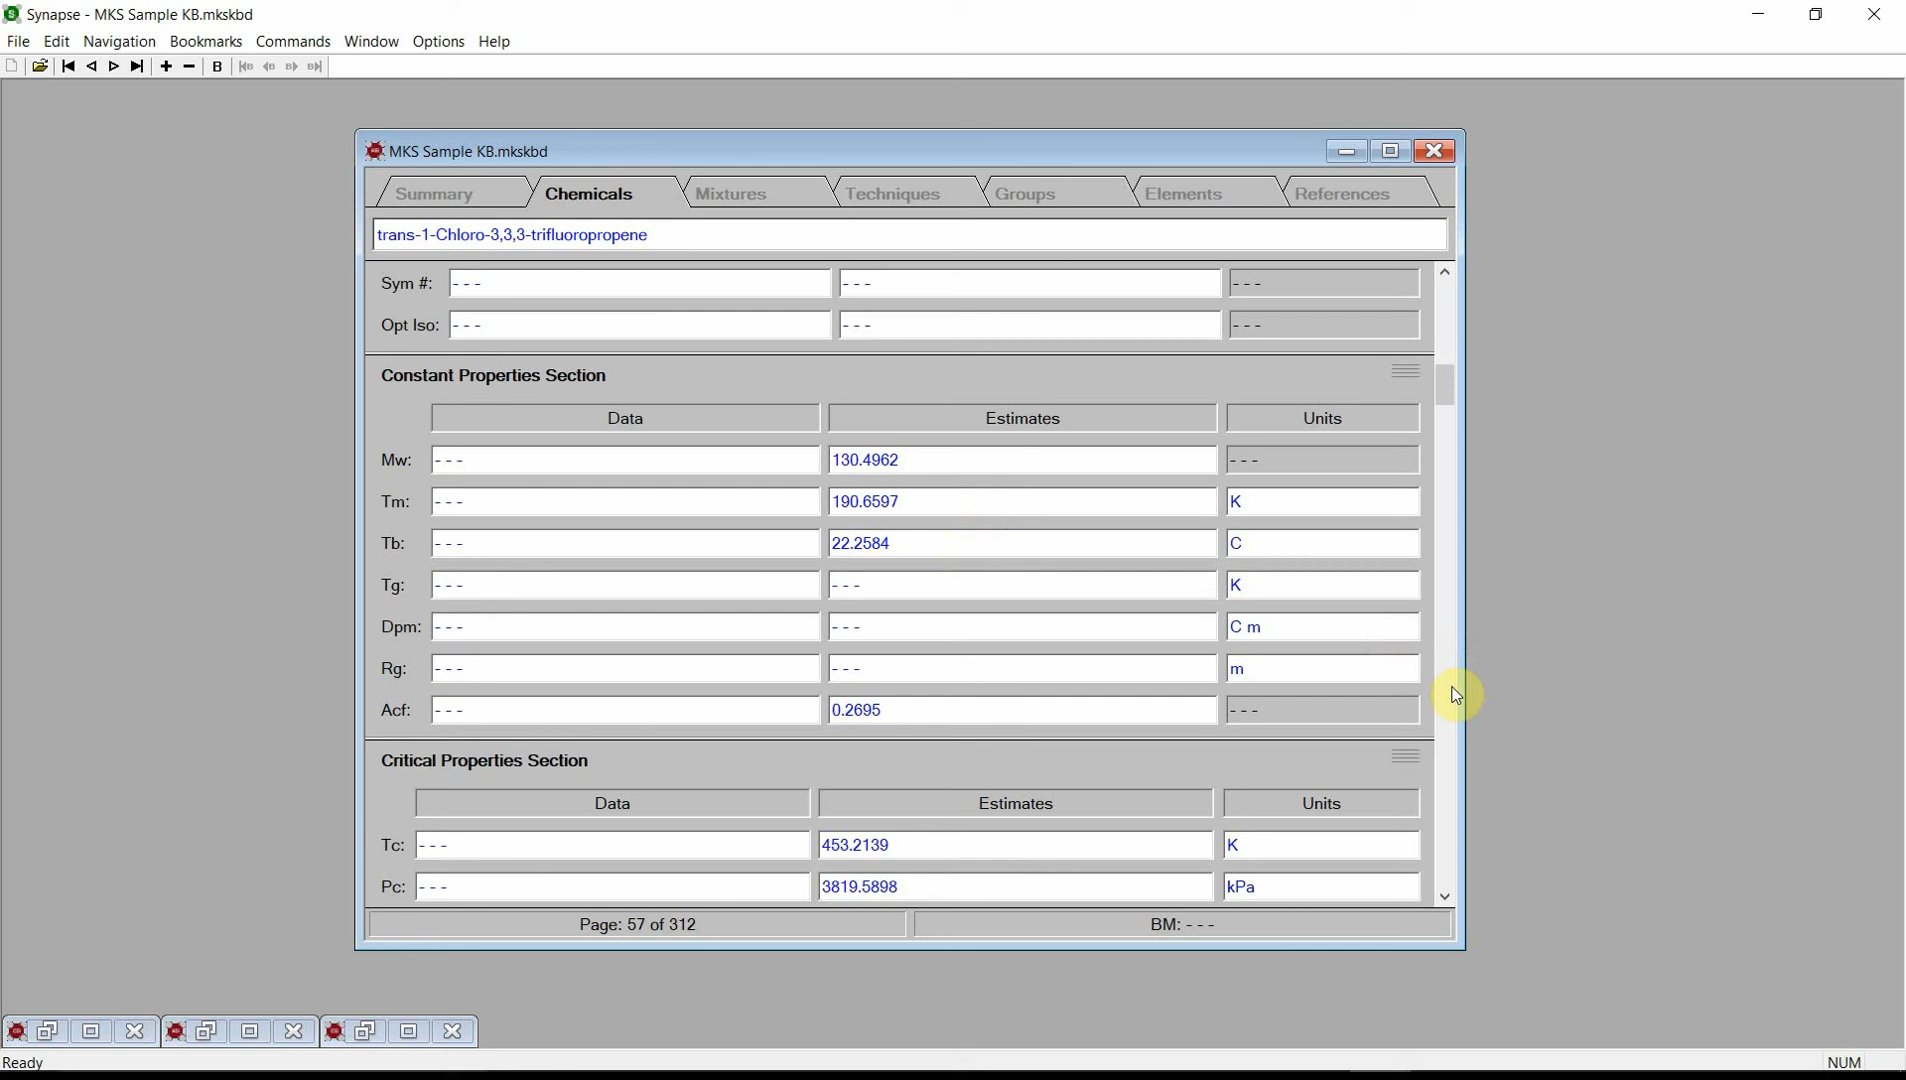 Synapse - MKS Sample KB.mkskbd
File Edit Navigation Bookmarks Commands Window Options Help
B
MKS Sample KB.mkskbd
Summary Chemicals Mixtures Techniques Groups Elements References
trans-1-Chloro-3,3,3-trifluoropropene
Sym #: - - - - - - - - -
Opt Iso: - - - - - - - - -
Constant Properties Section
Data Estimates Units
Mw: - - - 130.4962 - - -
Tm: - - - 190.6597 K
Tb: - - - 22.2584 C
Tg: - - - - - - K
Dpm: - - - - - - C m
Rg: - - - - - - m
Acf: - - - 0.2695 - - -
Critical Properties Section
Data Estimates Units
Tc: - - - 453.2139 K
Pc: - - - 3819.5898 kPa
Page: 57 of 312 BM: - - -
Ready NUM